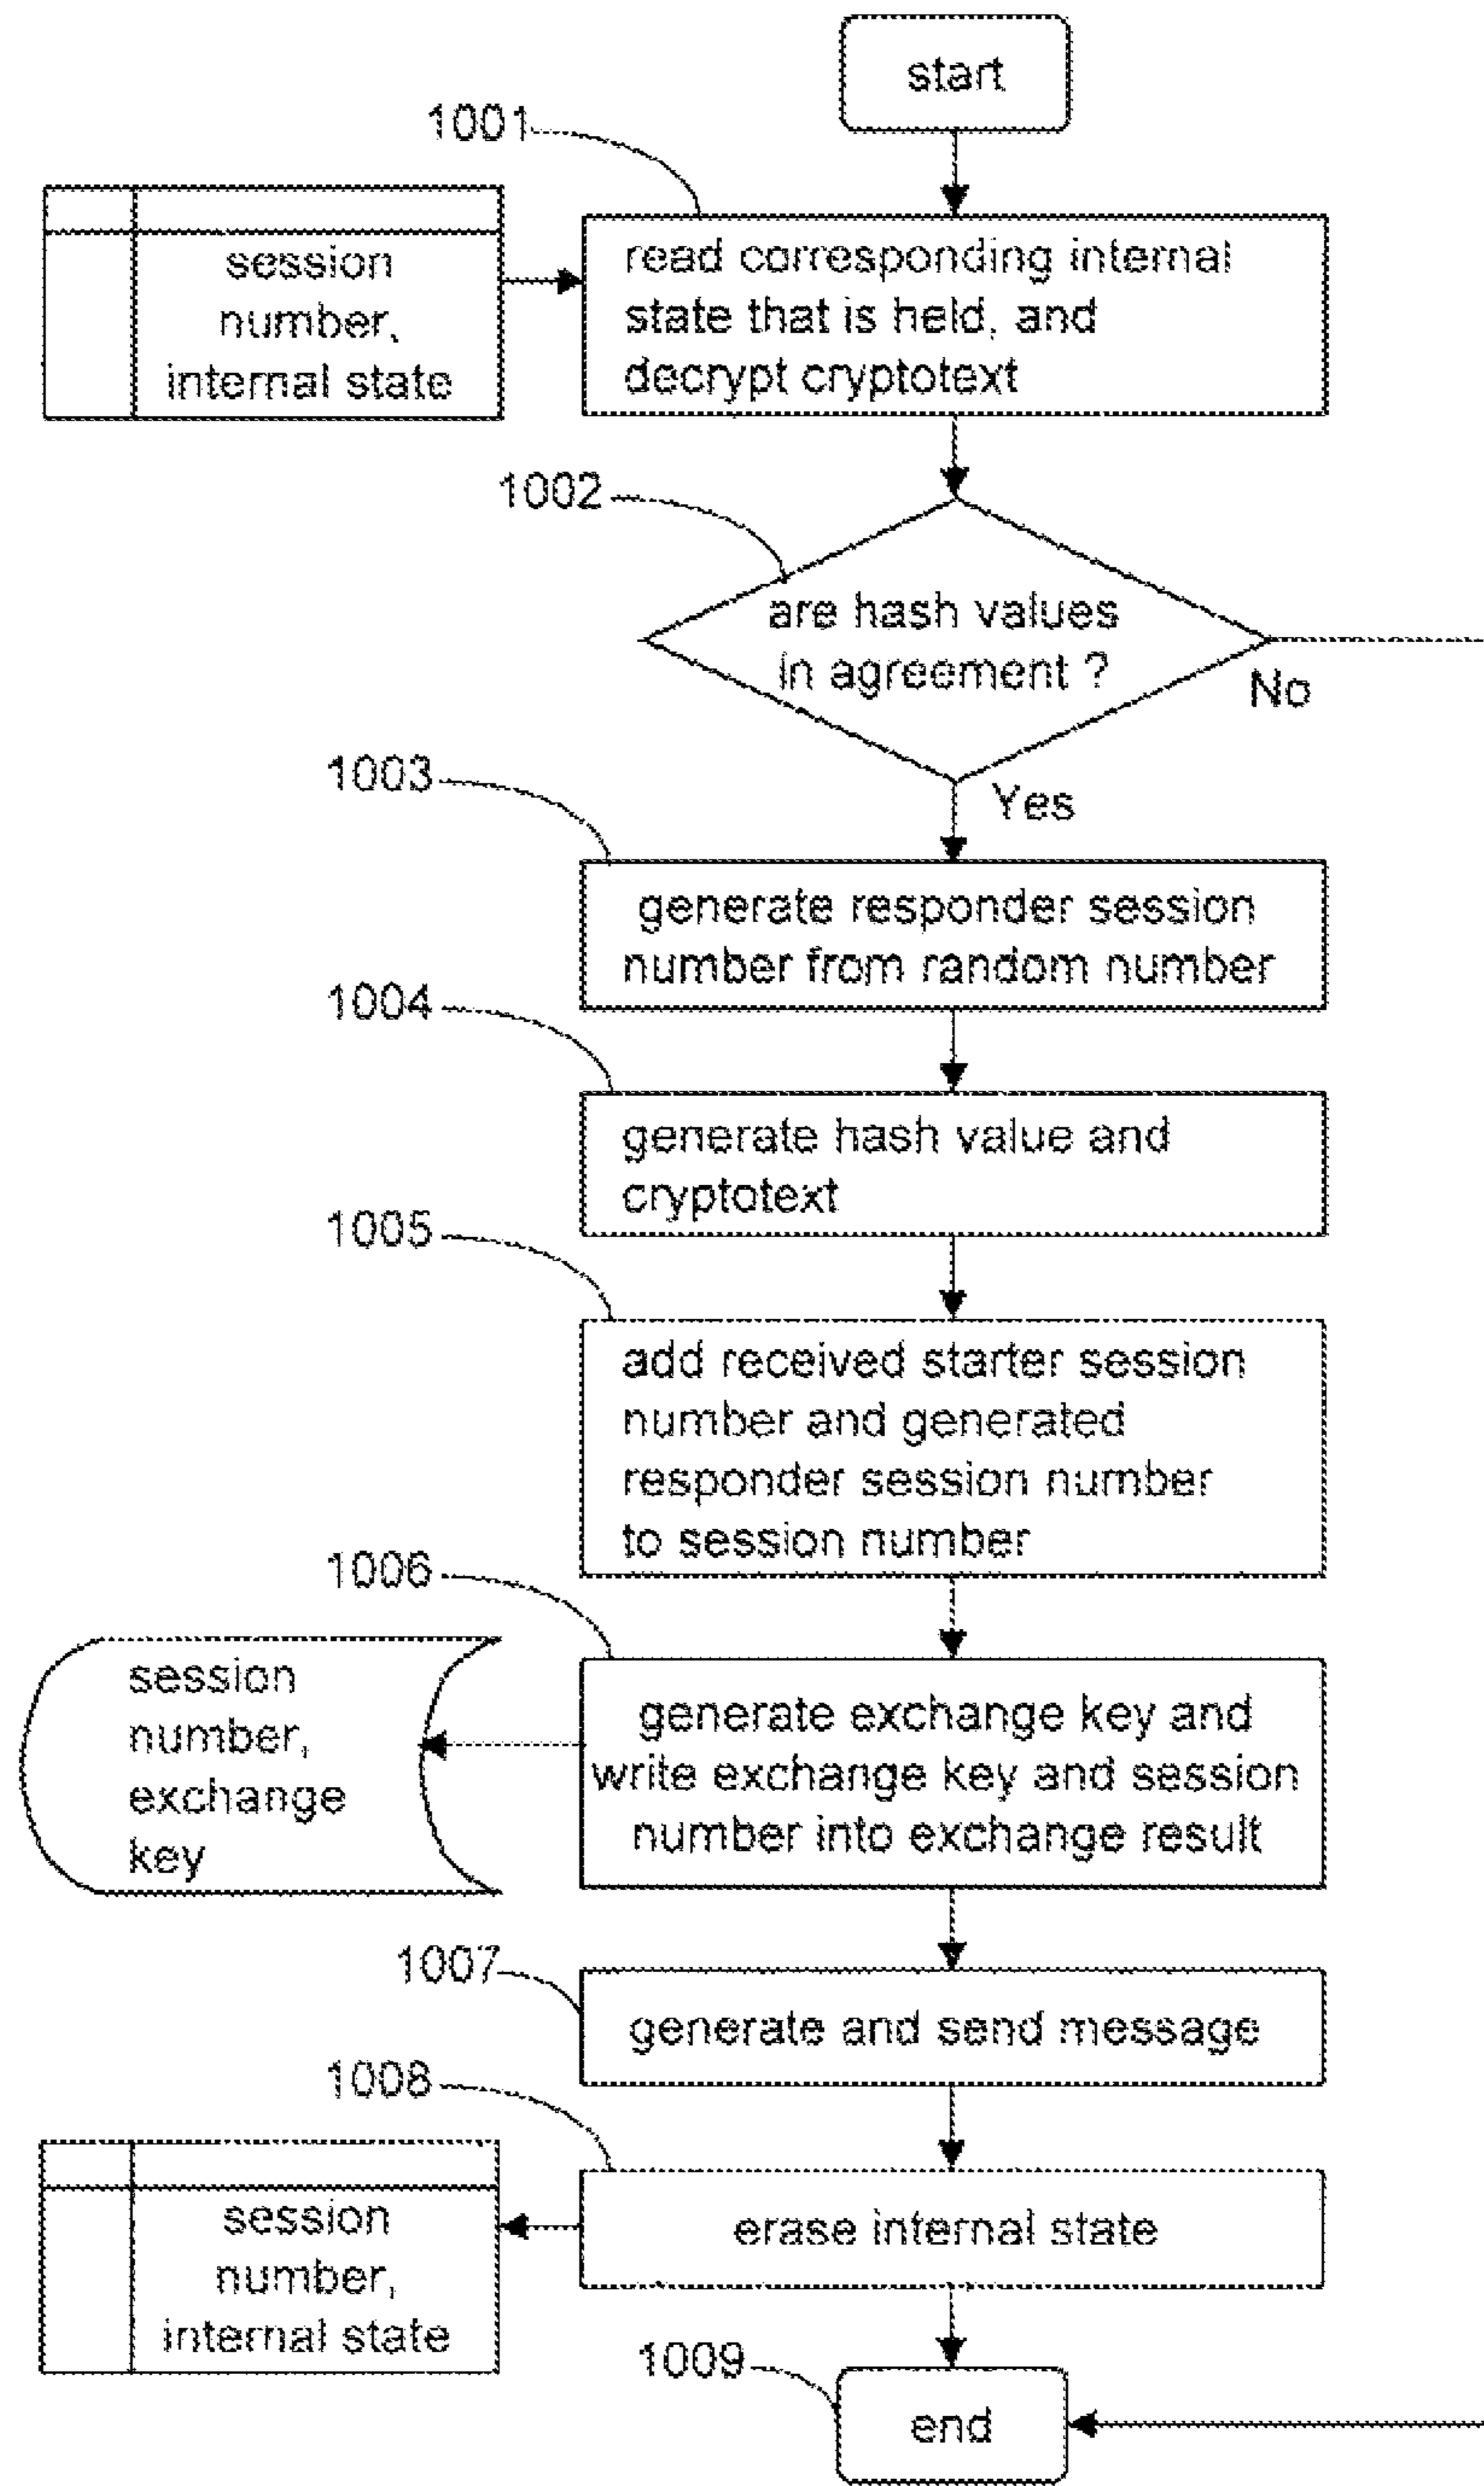 start
1001
session
number,
internal state
read corresponding internal
state that is held, and
decrypt cryptotext
1002
are hash values
in agreement ?
No
Yes
1003
generate responder session
number from random number
1004
generate hash value and
cryptotext
1005
add received starter session
number and generated
responder session number
to session number
1006
session
number,
exchange
key
generate exchange key and
write exchange key and session
number into exchange result
1007
generate and send message
1008
session
number,
internal state
erase internal state
1009
end